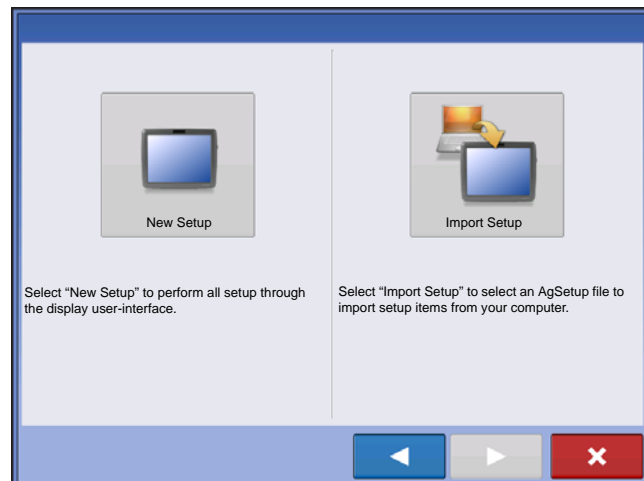 New Setup
Select “New Setup” to perform all setup through
the display user-interface.
Import Setup
Select “Import Setup” to select an AgSetup file to
import setup items from your computer.